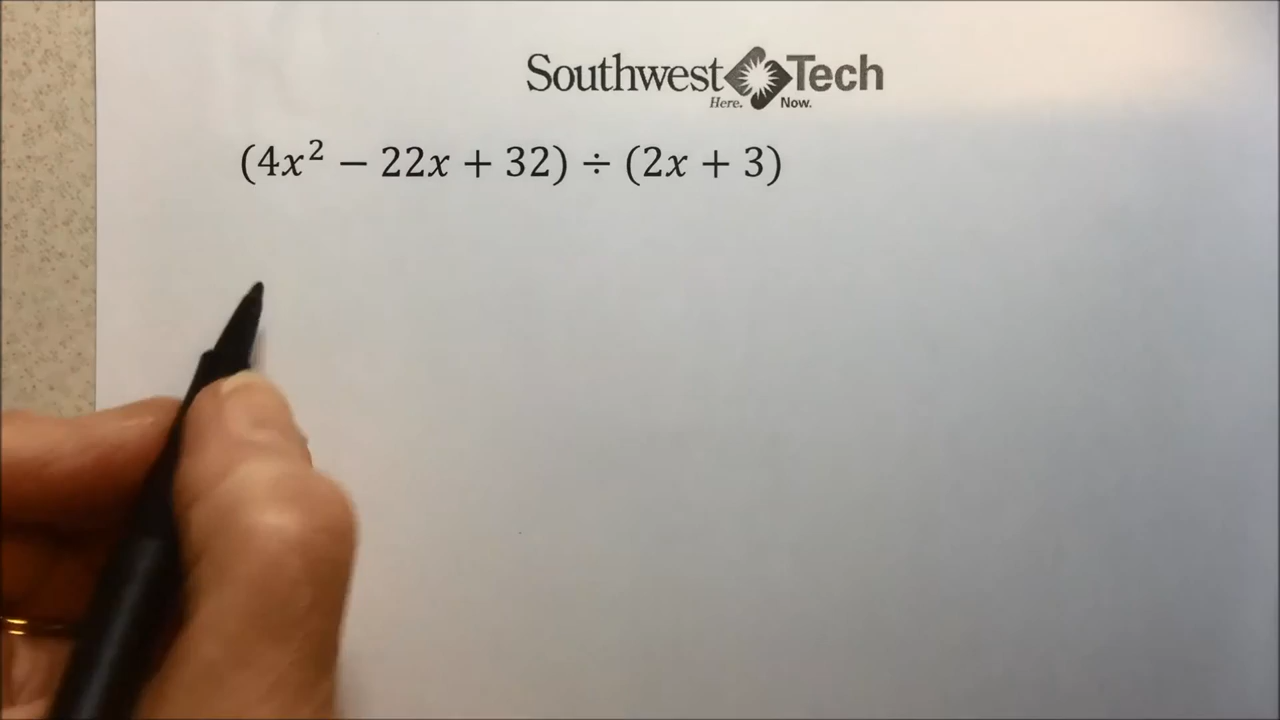 Southwest Tech
Here. Now.
(4x² − 22x + 32) ÷ (2x + 3)